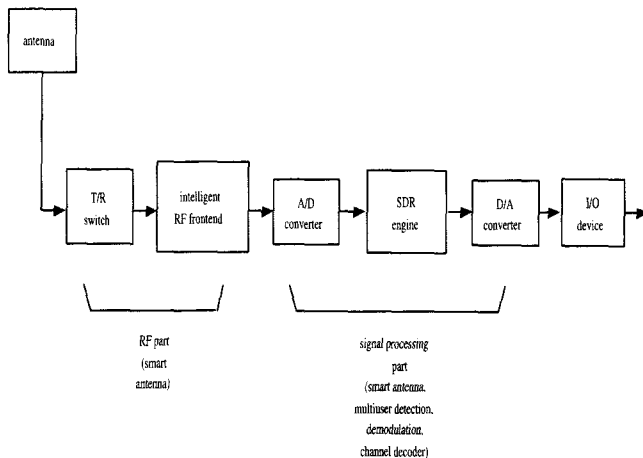 antenna
T/R
switch
intelligent
RF frontend
A/D
converter
SDR
engine
D/A
converter
I/O
device
RF part
(smart
antenna)
signal processing
part
(smart antenna,
multiuser detection,
demodulation,
channel decoder)